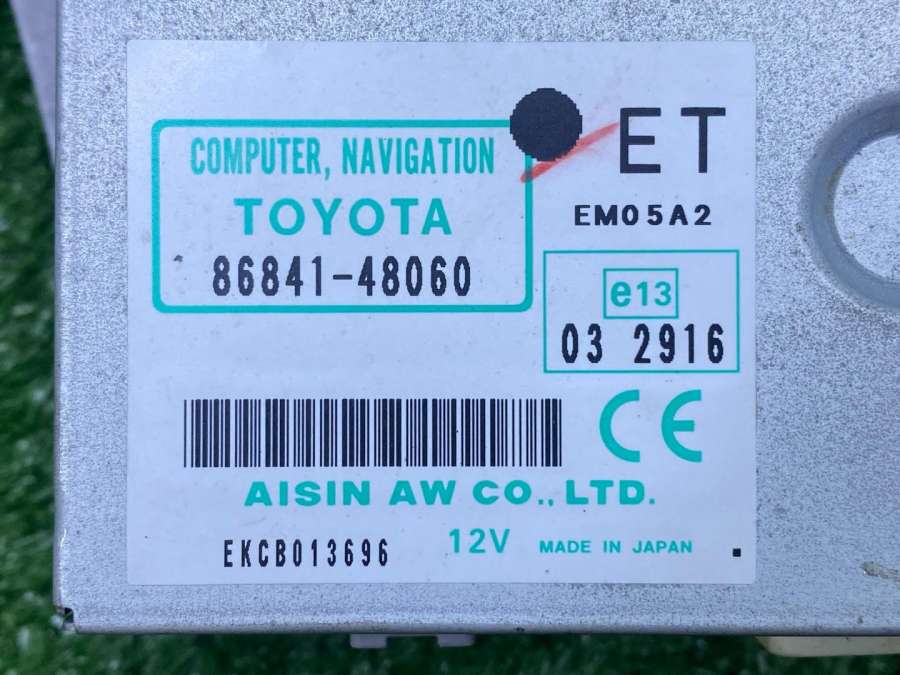 ET
COMPUTER, NAVIGATION
TOYOTA
86841-48060
EM05A2
e13
03 2916
CE
AISIN AW CO., LTD.
EKCB013696
12V
MADE IN JAPAN